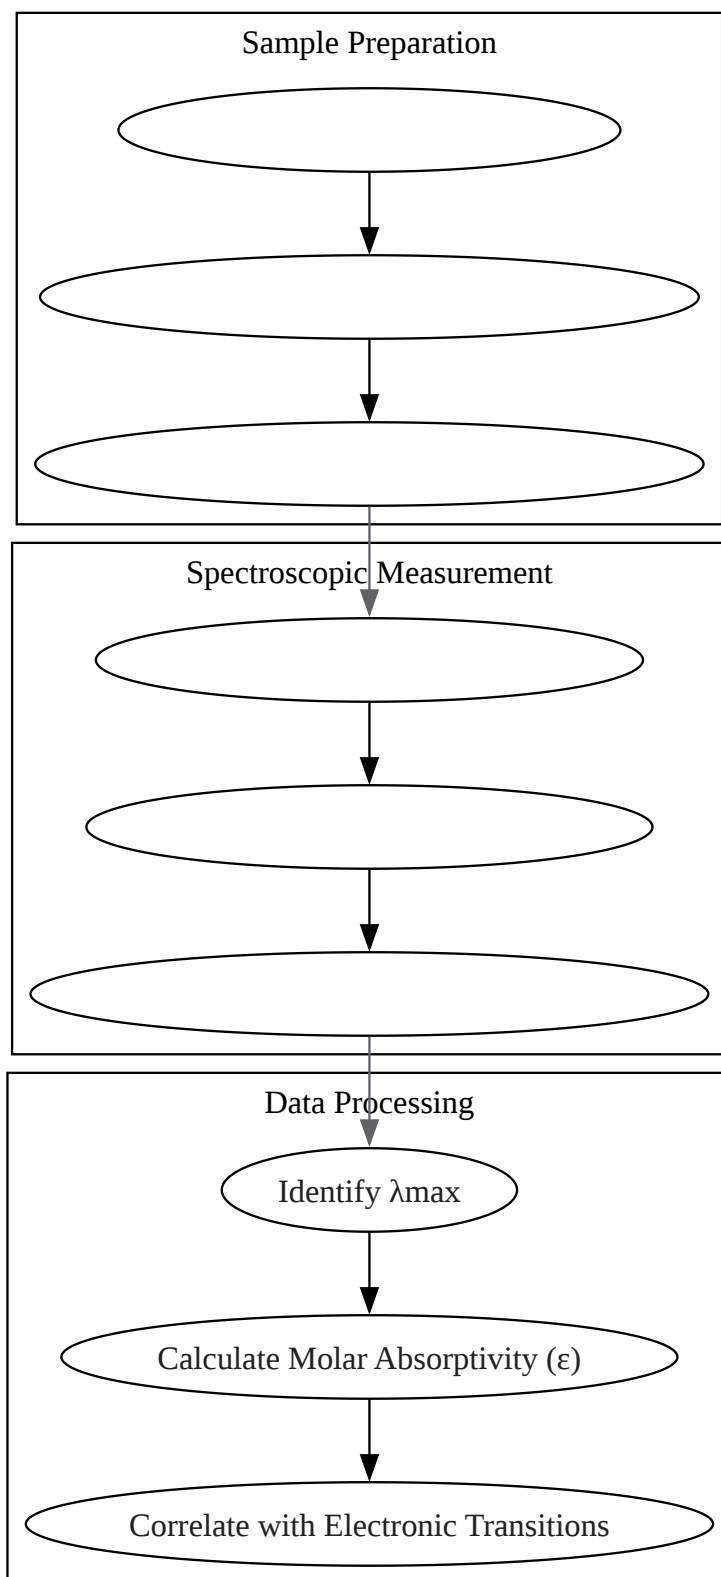 Sample Preparation
Spectroscopic Measurement
Data Processing
Identify λmax
Calculate Molar Absorptivity (ε)
Correlate with Electronic Transitions